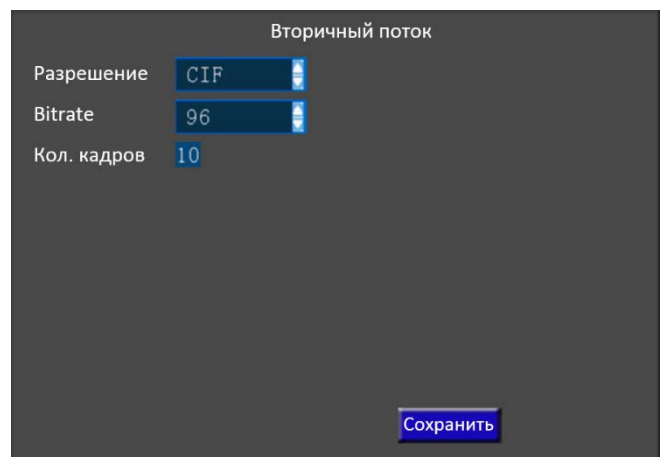 Вторичный поток
Разрешение CIF
Bitrate 96
Кол. кадров 10
Сохранить